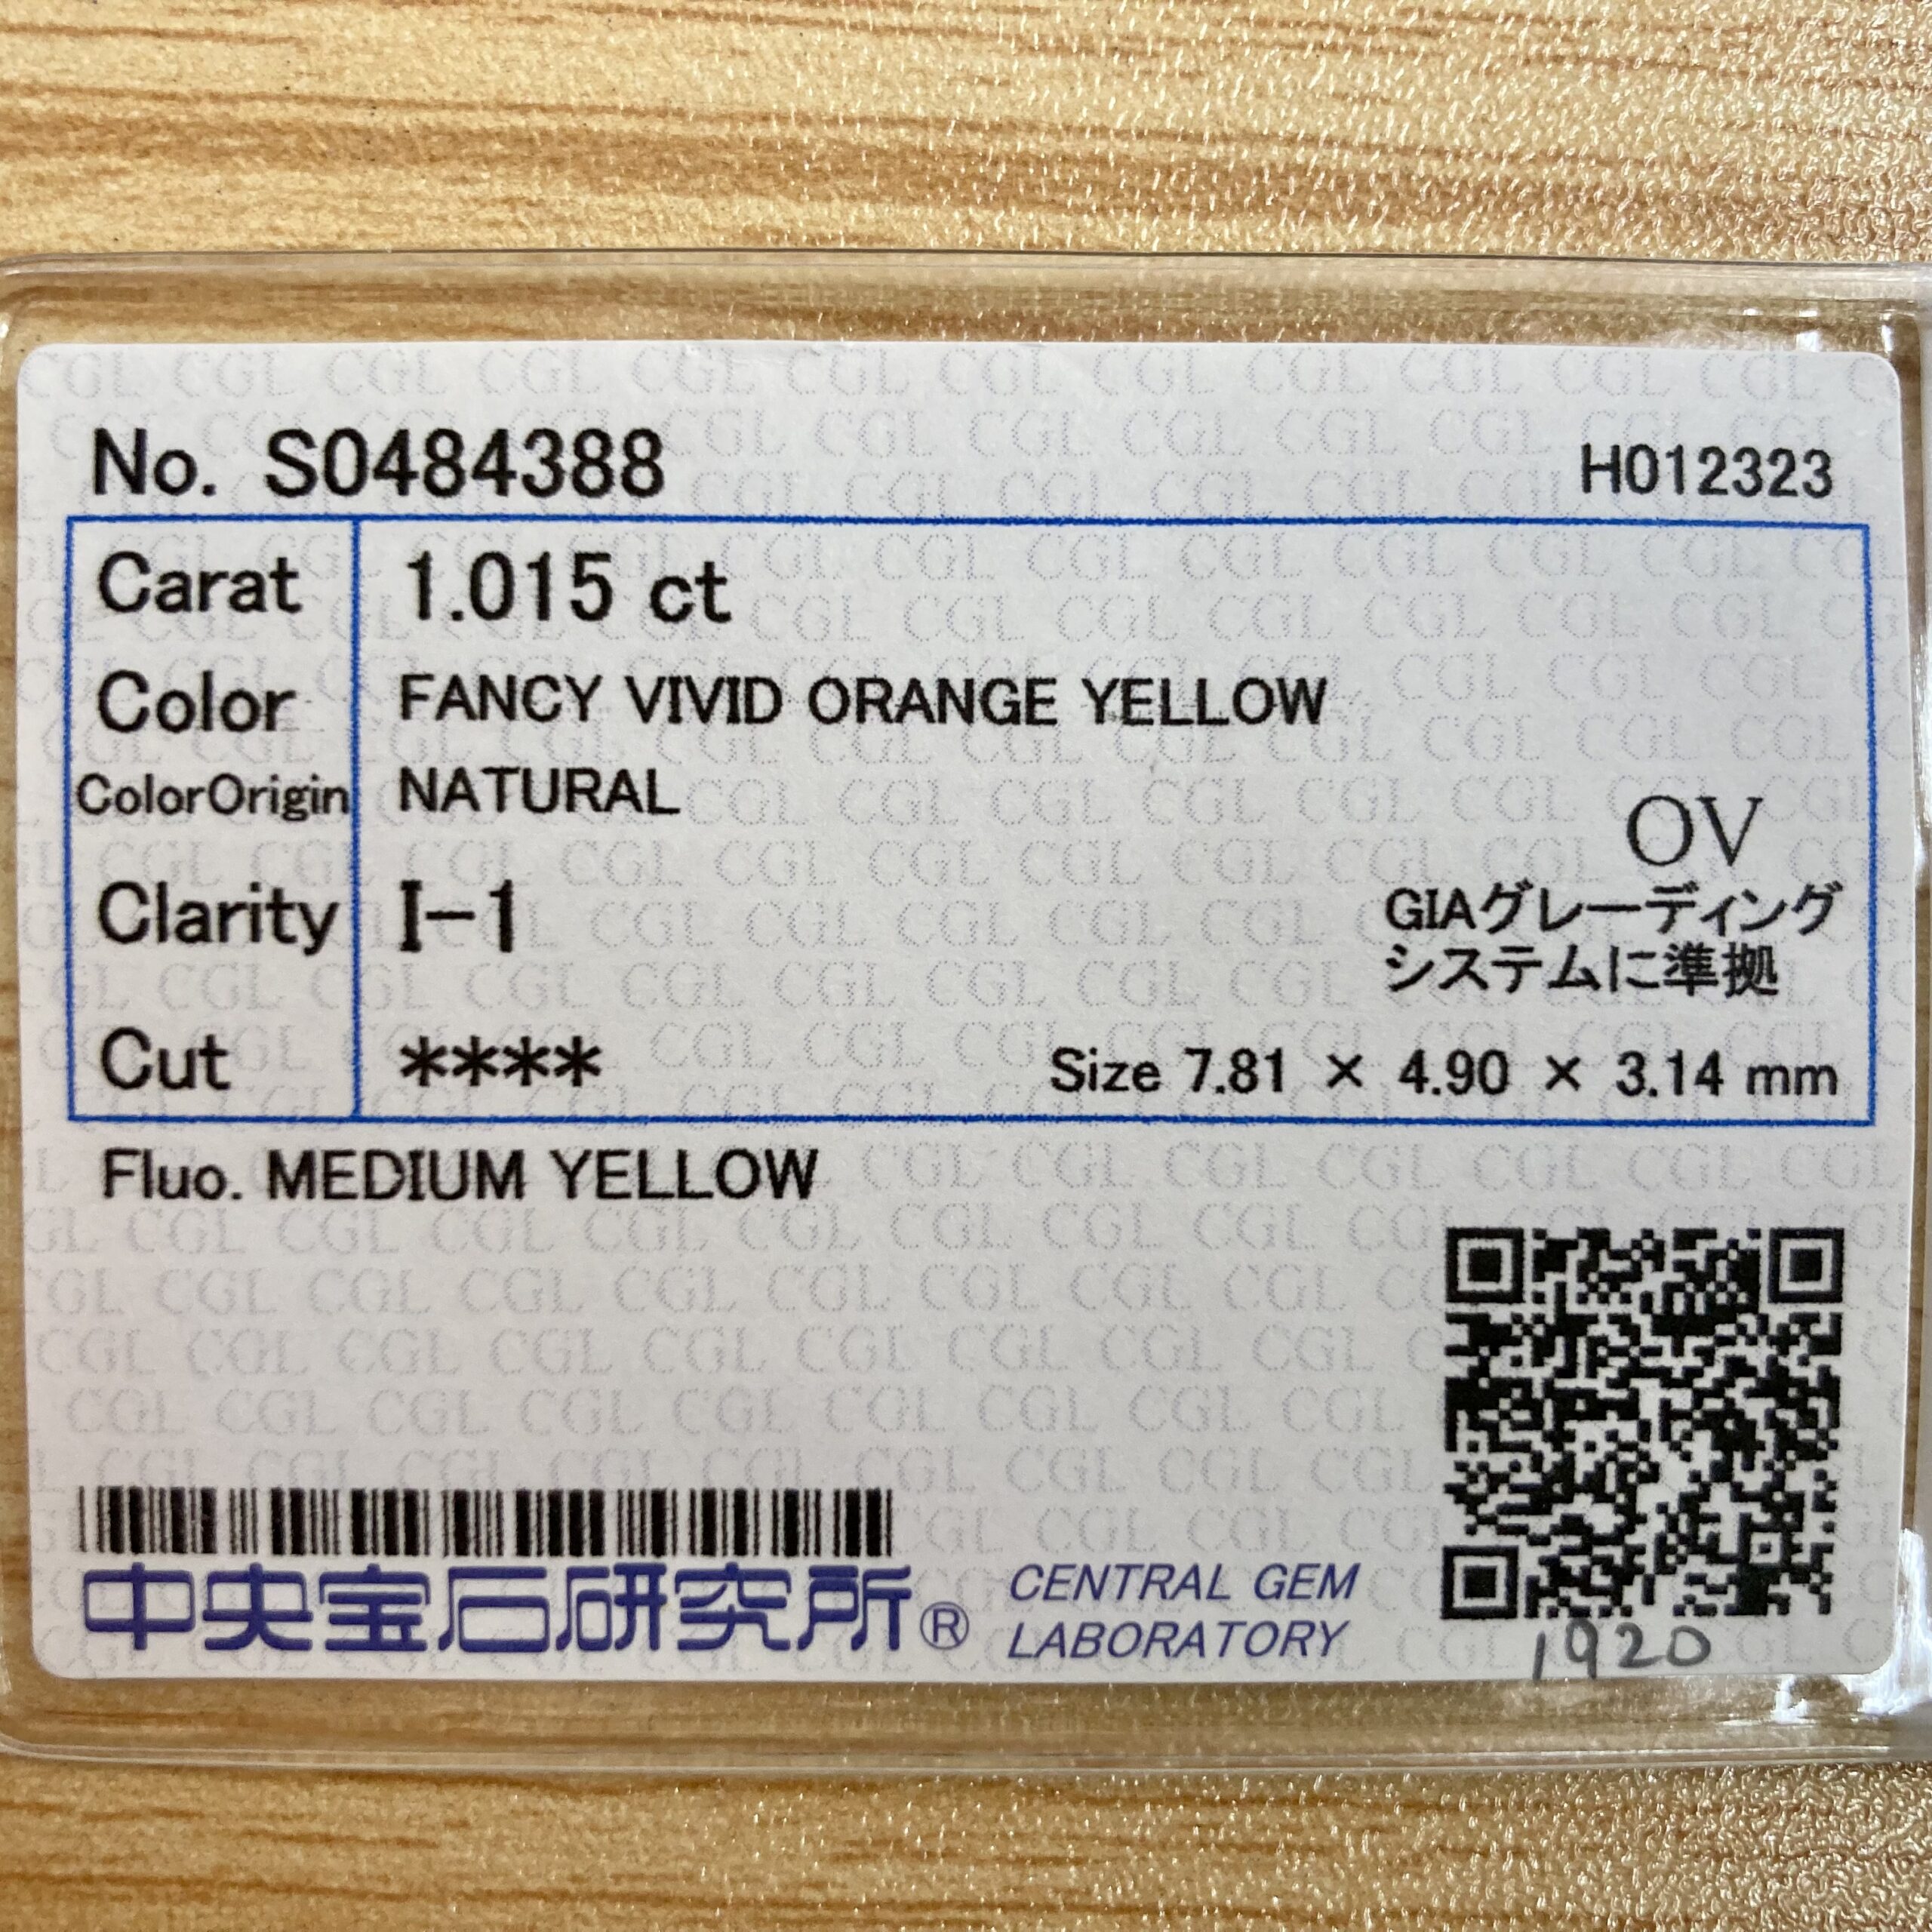 No. S0484388 H012323
Carat 1.015 ct
Color FANCY VIVID ORANGE YELLOW
ColorOrigin NATURAL
OV
Clarity I-1
GIAグレーディング
システムに準拠
Cut **** Size 7.81 × 4.90 × 3.14 mm
Fluo. MEDIUM YELLOW
中央宝石研究所® CENTRAL GEM
LABORATORY
1920